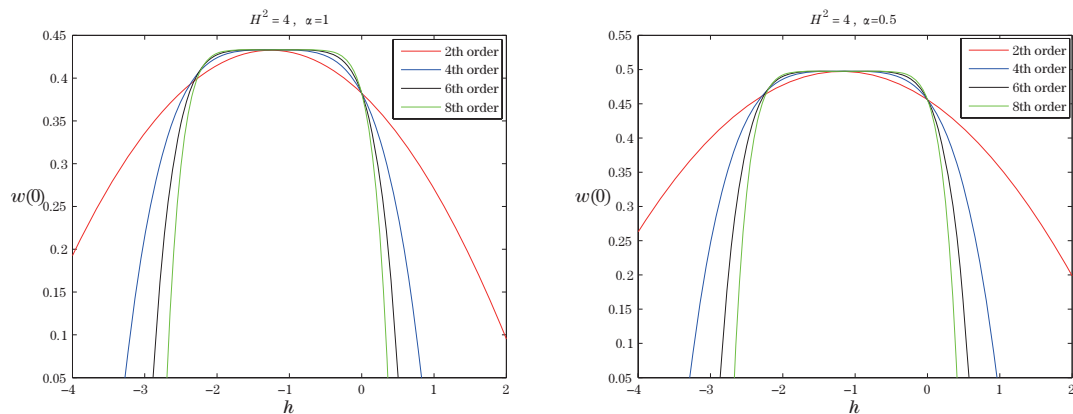 H² = 4 , α=1
0.45
0.4
0.35
0.3
0.25
0.2
0.15
0.1
0.05
w(0)
−4
−3
−2
−1
0
1
2
h
2th order
4th order
6th order
8th order
H² = 4 , α=0.5
0.55
0.5
0.45
0.4
0.35
0.3
0.25
0.2
0.15
0.1
0.05
w(0)
−4
−3
−2
−1
0
1
2
h
2th order
4th order
6th order
8th order